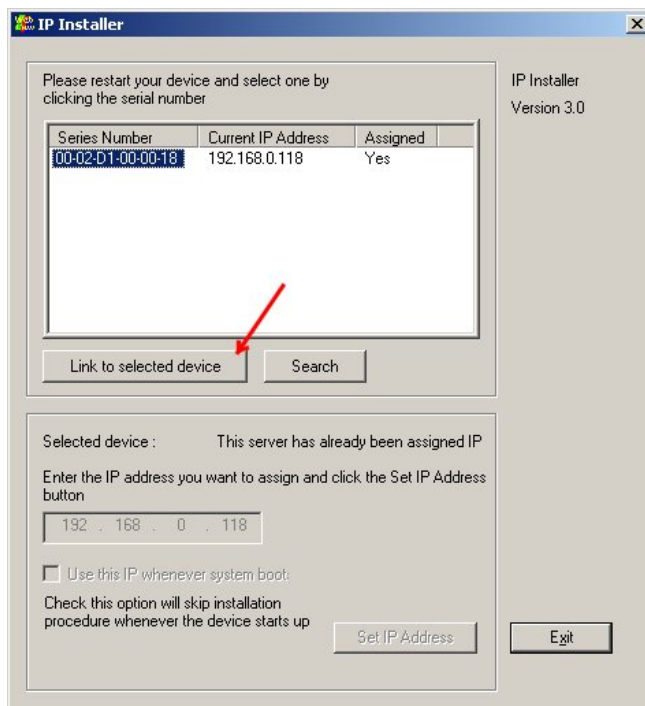 IP Installer
Please restart your device and select one by
clicking the serial number
IP Installer
Version 3.0
Series Number Current IP Address Assigned
00-02-D1-00-00-18 192.168.0.118 Yes
Link to selected device Search
Selected device : This server has already been assigned IP
Enter the IP address you want to assign and click the Set IP Address
button
192 . 168 . 0 . 118
Use this IP whenever system boot
Check this option will skip installation
procedure whenever the device starts up
Set IP Address
Exit